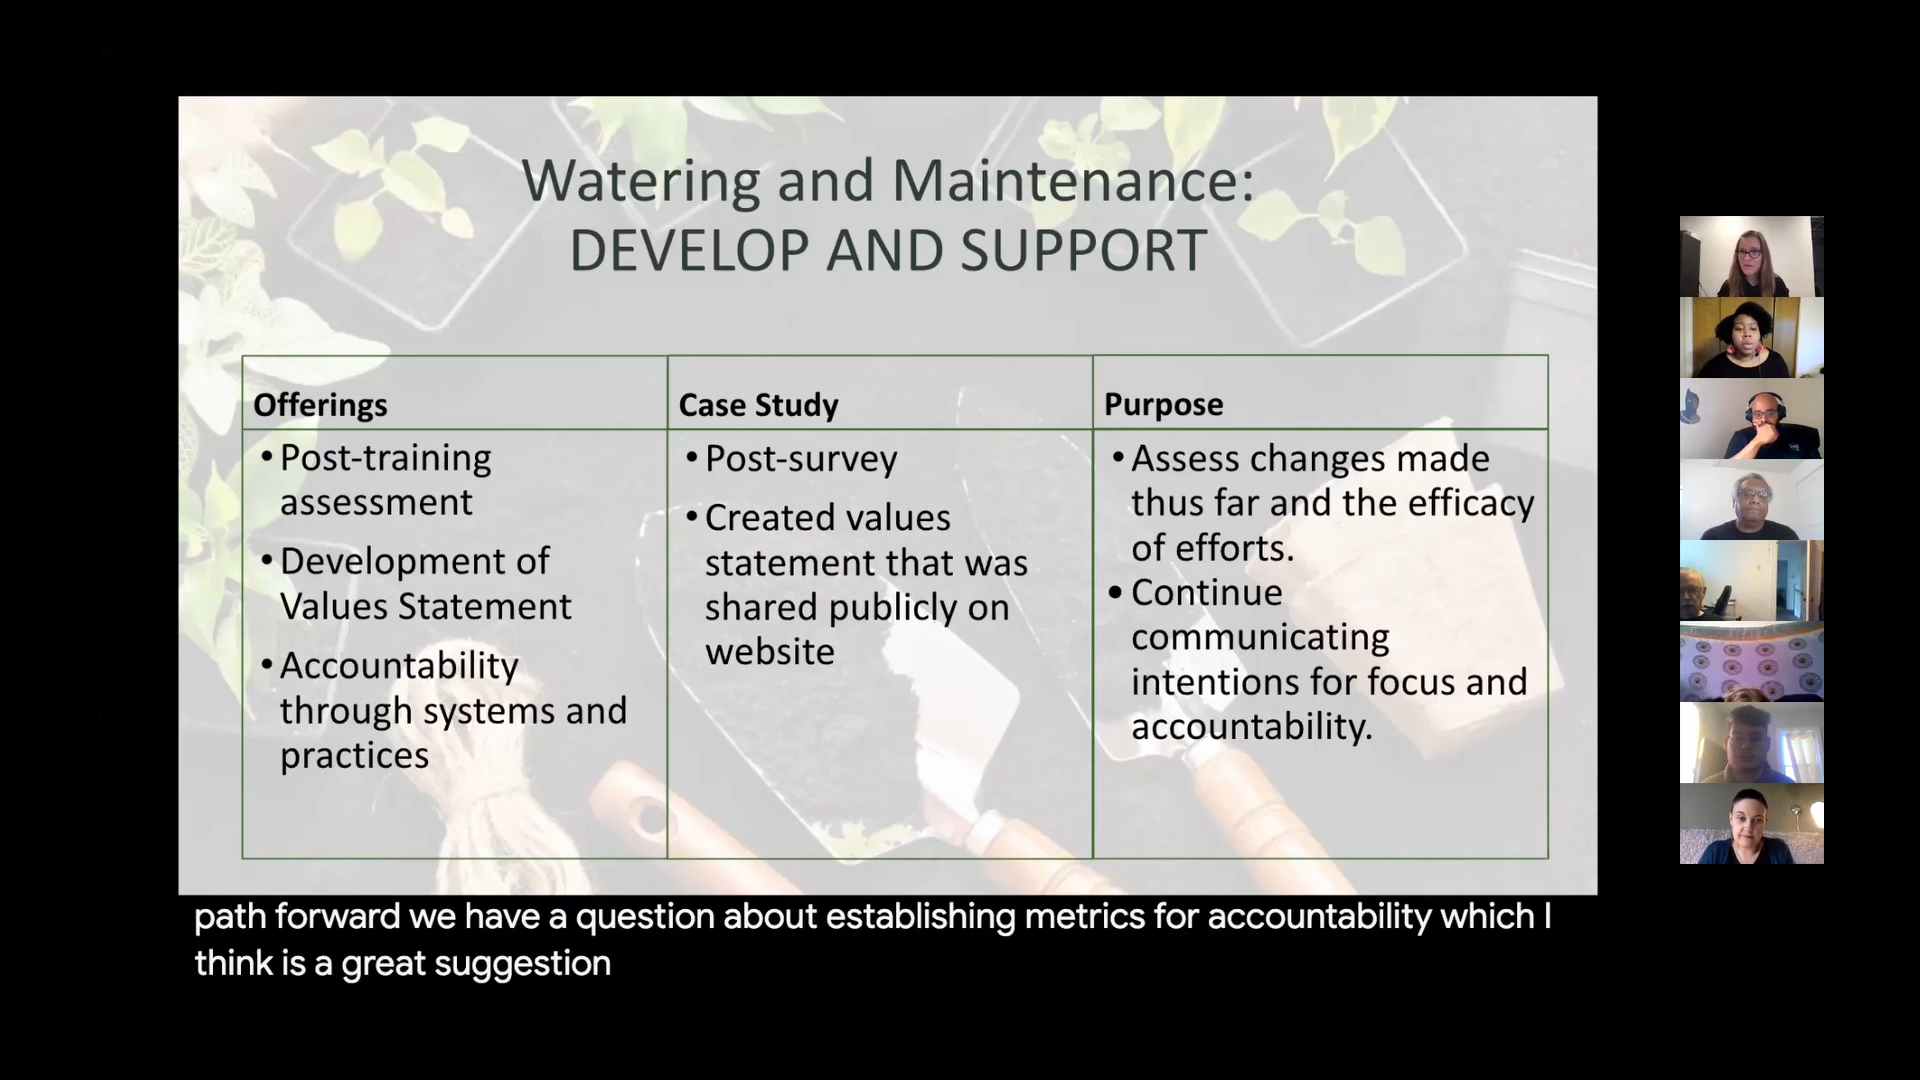 Watering and Maintenance:
DEVELOP AND SUPPORT
Offerings
• Post-training
assessment
• Development of
Values Statement
• Accountability
through systems and
practices
Case Study
• Post-survey
• Created values
statement that was
shared publicly on
website
Purpose
• Assess changes made
thus far and the efficacy
of efforts.
• Continue
communicating
intentions for focus and
accountability.
path forward we have a question about establishing metrics for accountability which I
think is a great suggestion